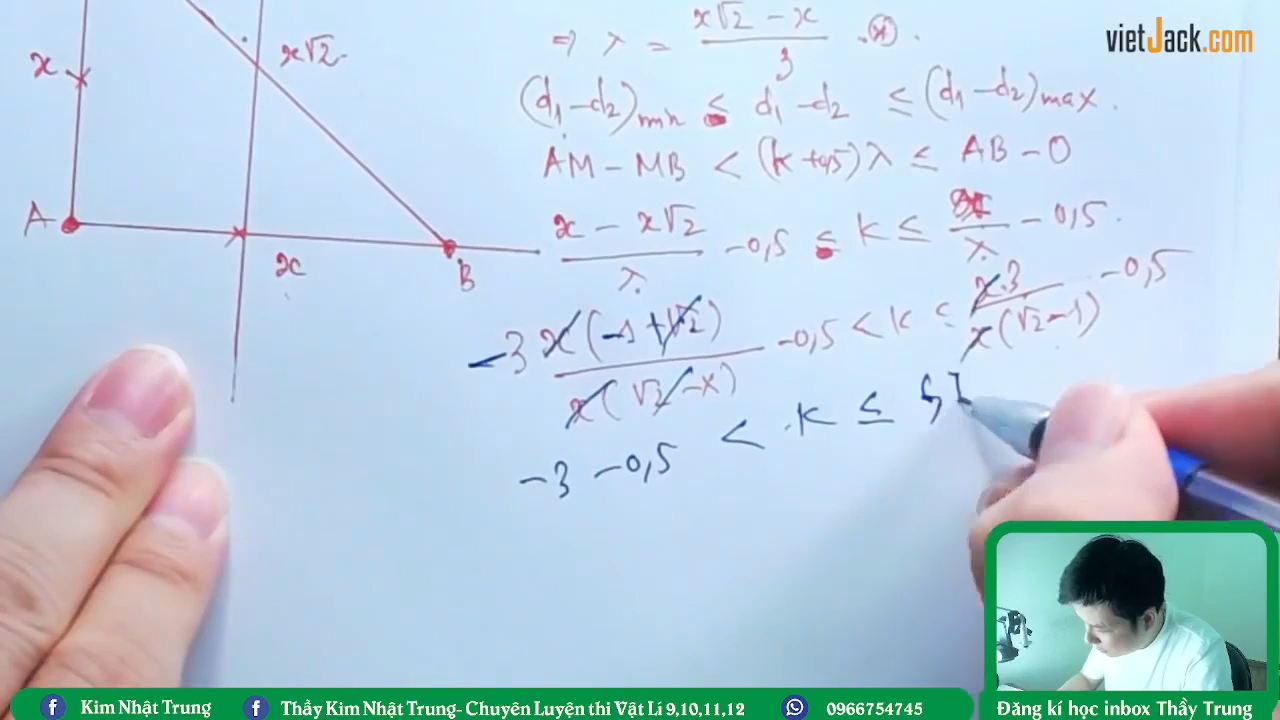 vietJack.com
x
x√2
A
x
B
⇒ λ = (x√2 - x)/3 (*).
(d1 - d2)min ≤ d1 - d2 ≤ (d1 - d2)max.
AM - MB < (k + 0,5)λ ≤ AB - 0
(x - x√2)/λ - 0,5 ≤ k ≤ /λ - 0,5.
-3x(-1+√2)/x(√2 - x) - 0,5 < k ≤ x.3/x(√2 - 1) - 0,5
-3 - 0,5 < k ≤
Kim Nhật Trung
Thầy Kim Nhật Trung- Chuyên Luyện thi Vật Lí 9,10,11,12
0966754745
Đăng kí học inbox Thầy Trung